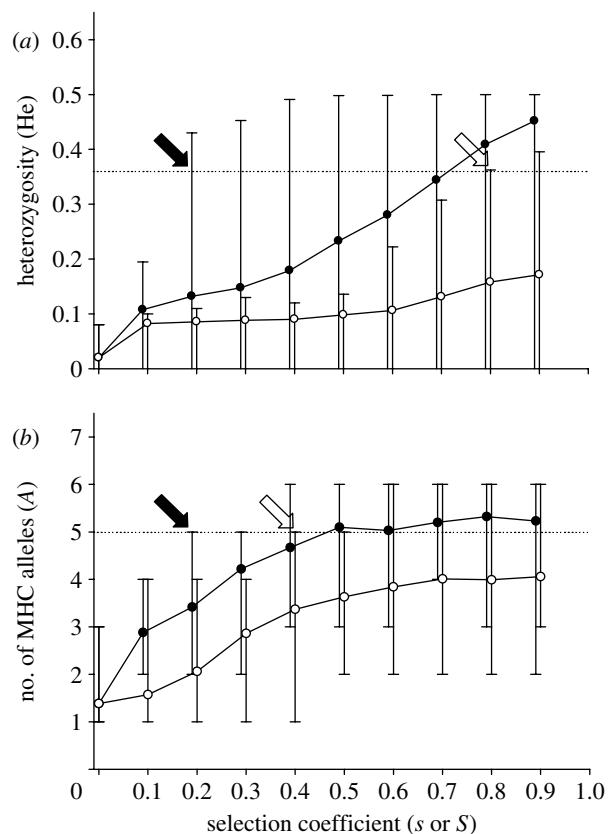 (a)
0.6
0.5
0.4
0.3
0.2
0.1
0
heterozygosity (He)
(b)
7
6
5
4
3
2
1
0
no. of MHC alleles (A)
0.1 0.2 0.3 0.4 0.5 0.6 0.7 0.8 0.9 1.0
selection coefficient (s or S)